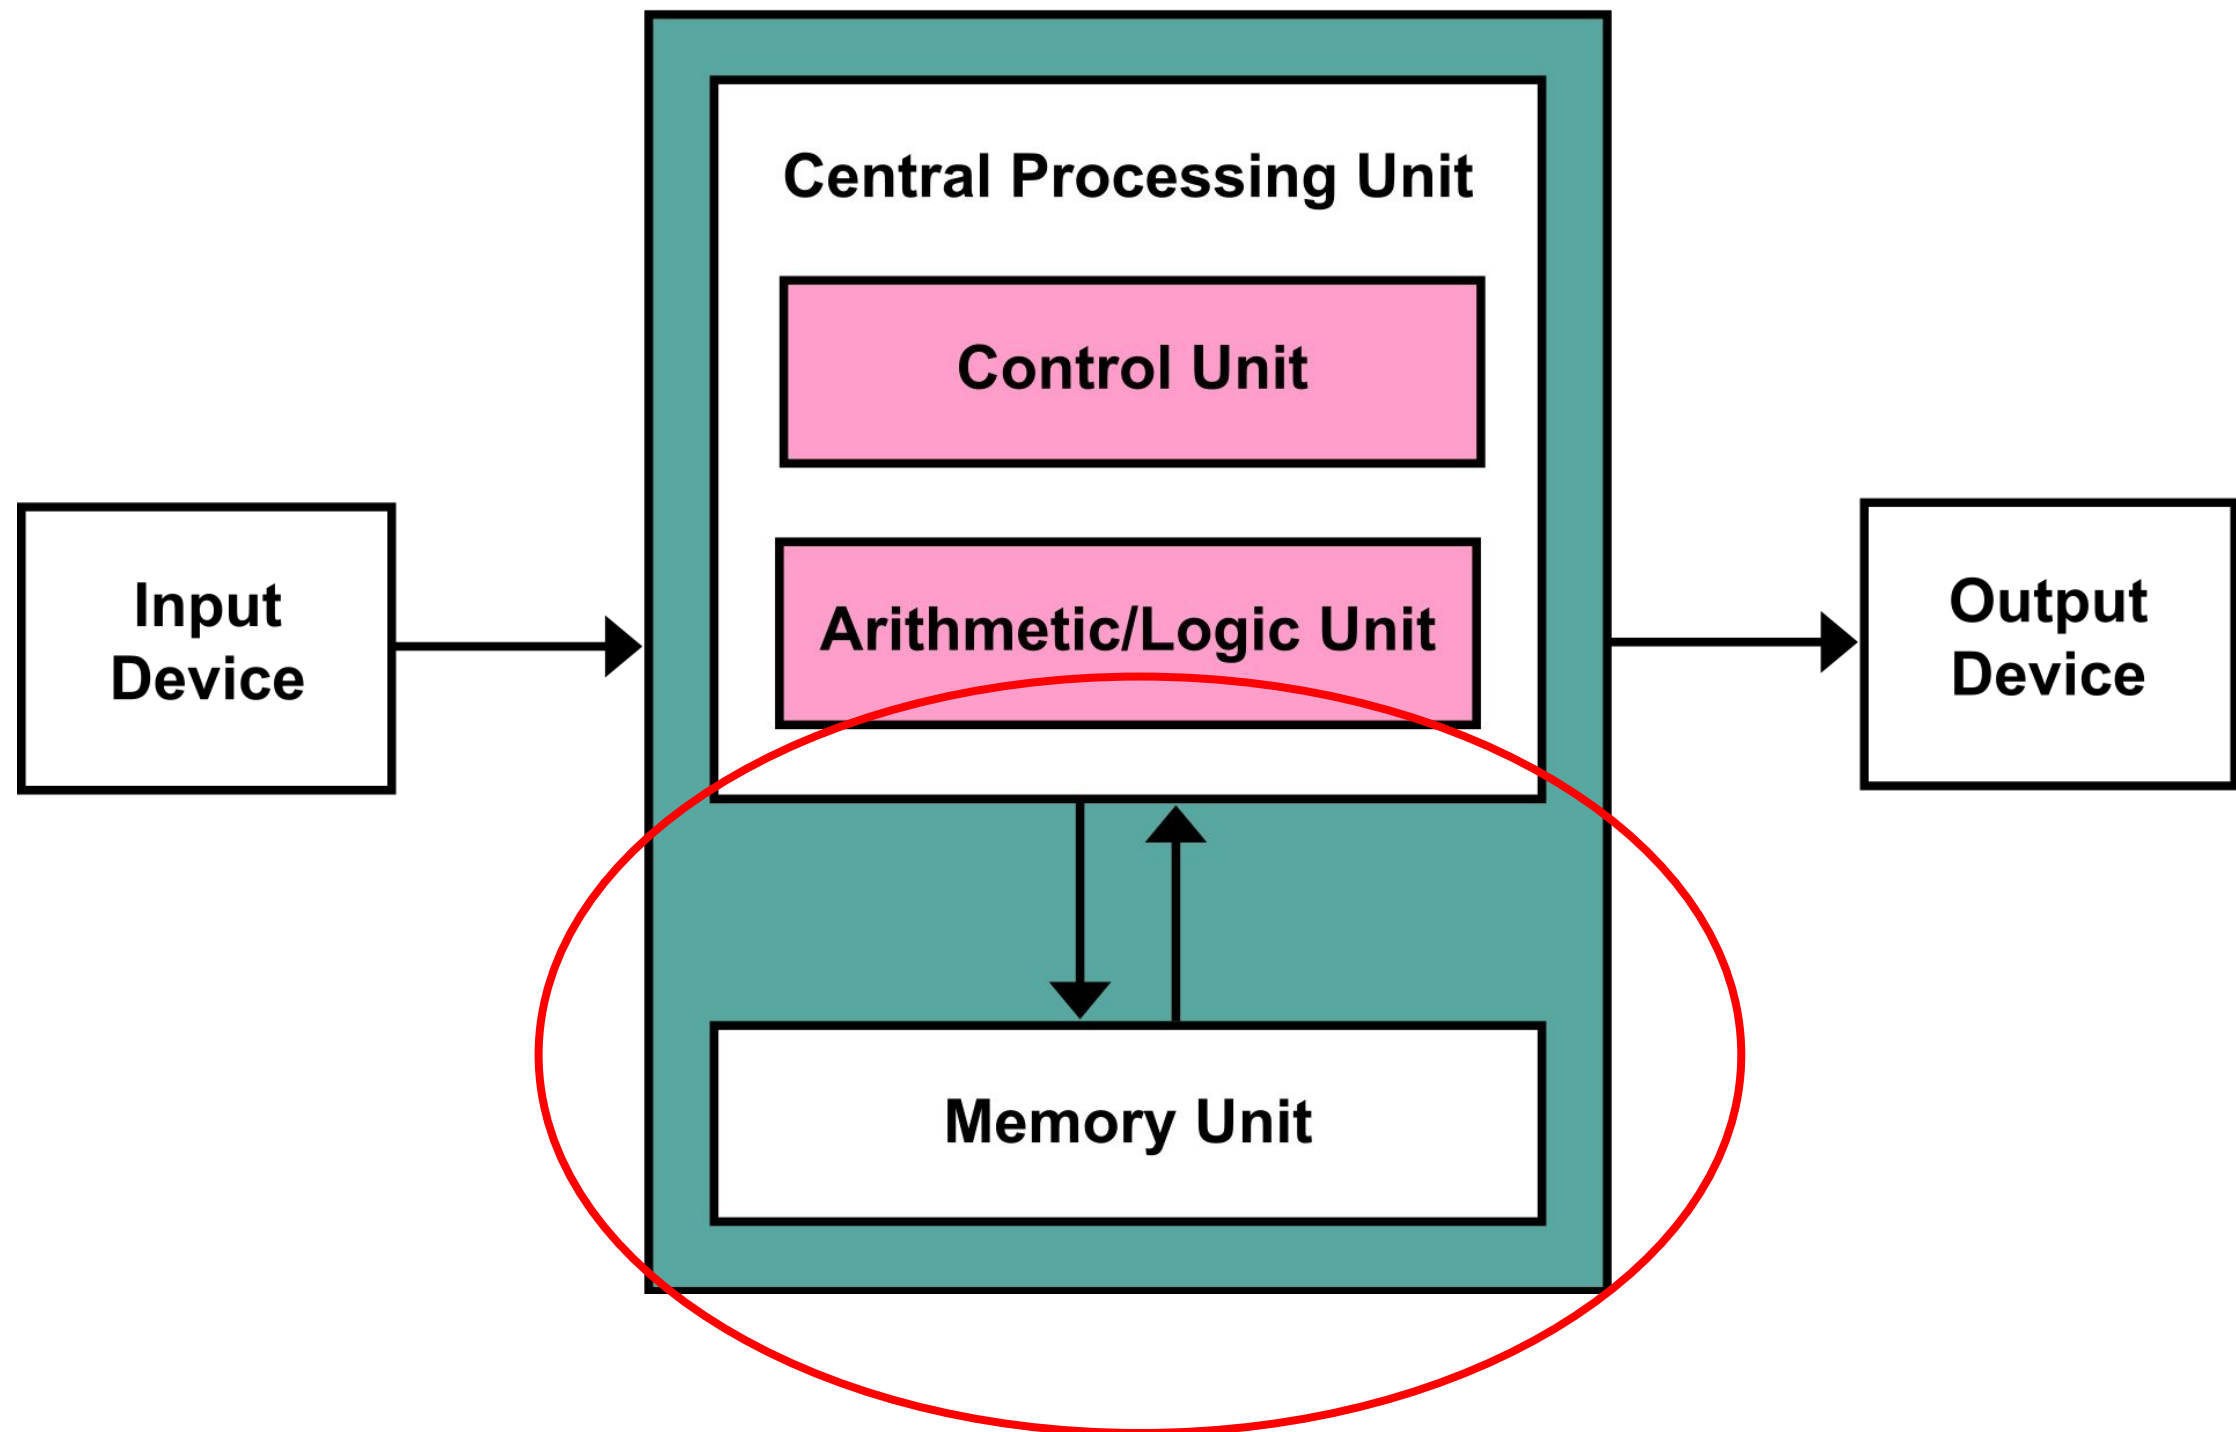 Central Processing Unit
Control Unit
Arithmetic/Logic Unit
Input
Device
Output
Device
Memory Unit